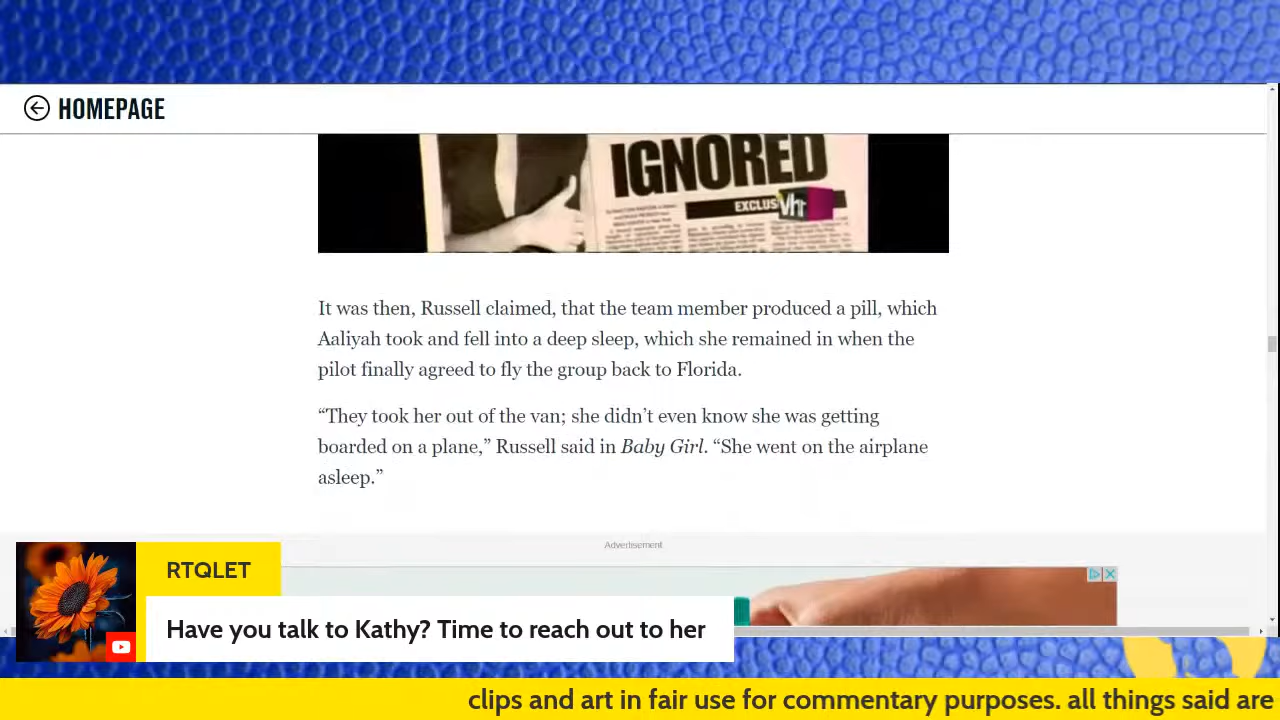 HOMEPAGE
IGNORED
EXCLUSI
vh1
It was then, Russell claimed, that the team member produced a pill, which
Aaliyah took and fell into a deep sleep, which she remained in when the
pilot finally agreed to fly the group back to Florida.
“They took her out of the van; she didn’t even know she was getting
boarded on a plane,” Russell said in Baby Girl. “She went on the airplane
asleep.”
Advertisement
RTQLET
Have you talk to Kathy? Time to reach out to her
clips and art in fair use for commentary purposes. all things said are